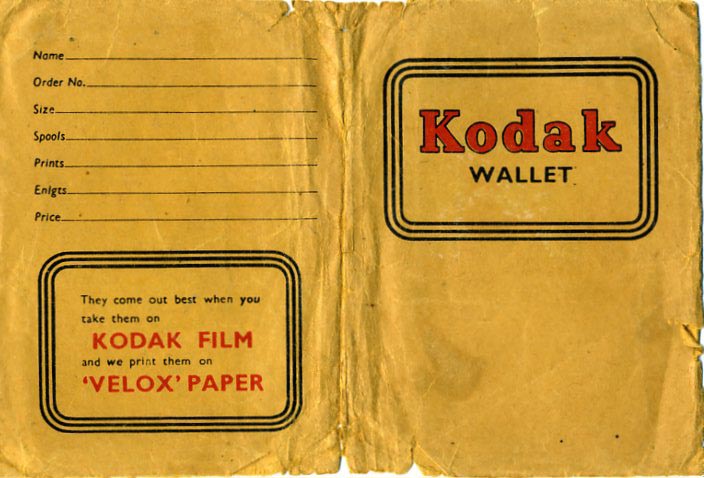 Name
Order No.
Size
Spools
Prints
Enlgts
Price
They come out best when you
take them on
KODAK FILM
and we print them on
'VELOX' PAPER
Kodak
WALLET